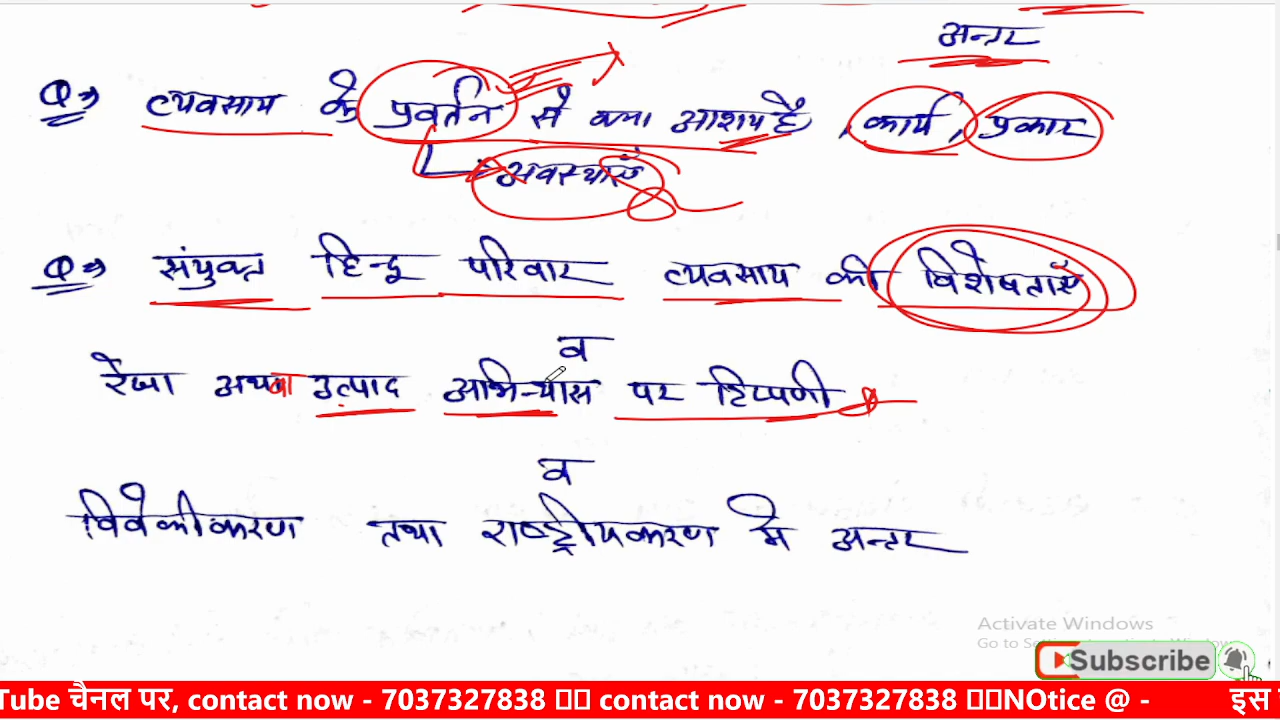 अन्तर
Q⇒ व्यवसाय के प्रवर्तन से क्या आशय है, कार्य, प्रकार
अवस्थाएँ
Q⇒ संयुक्त हिन्दू परिवार व्यवसाय की विशेषताएँ
व
रेखा अथवा उत्पाद अभिन्यास पर टिप्पणी
व
विवेकीकरण तथा राष्ट्रीयकरण मे अन्तर
Activate Windows
Subscribe
Tube चैनल पर, contact now - 7037327838 contact now - 7037327838 NOtice @ - इस